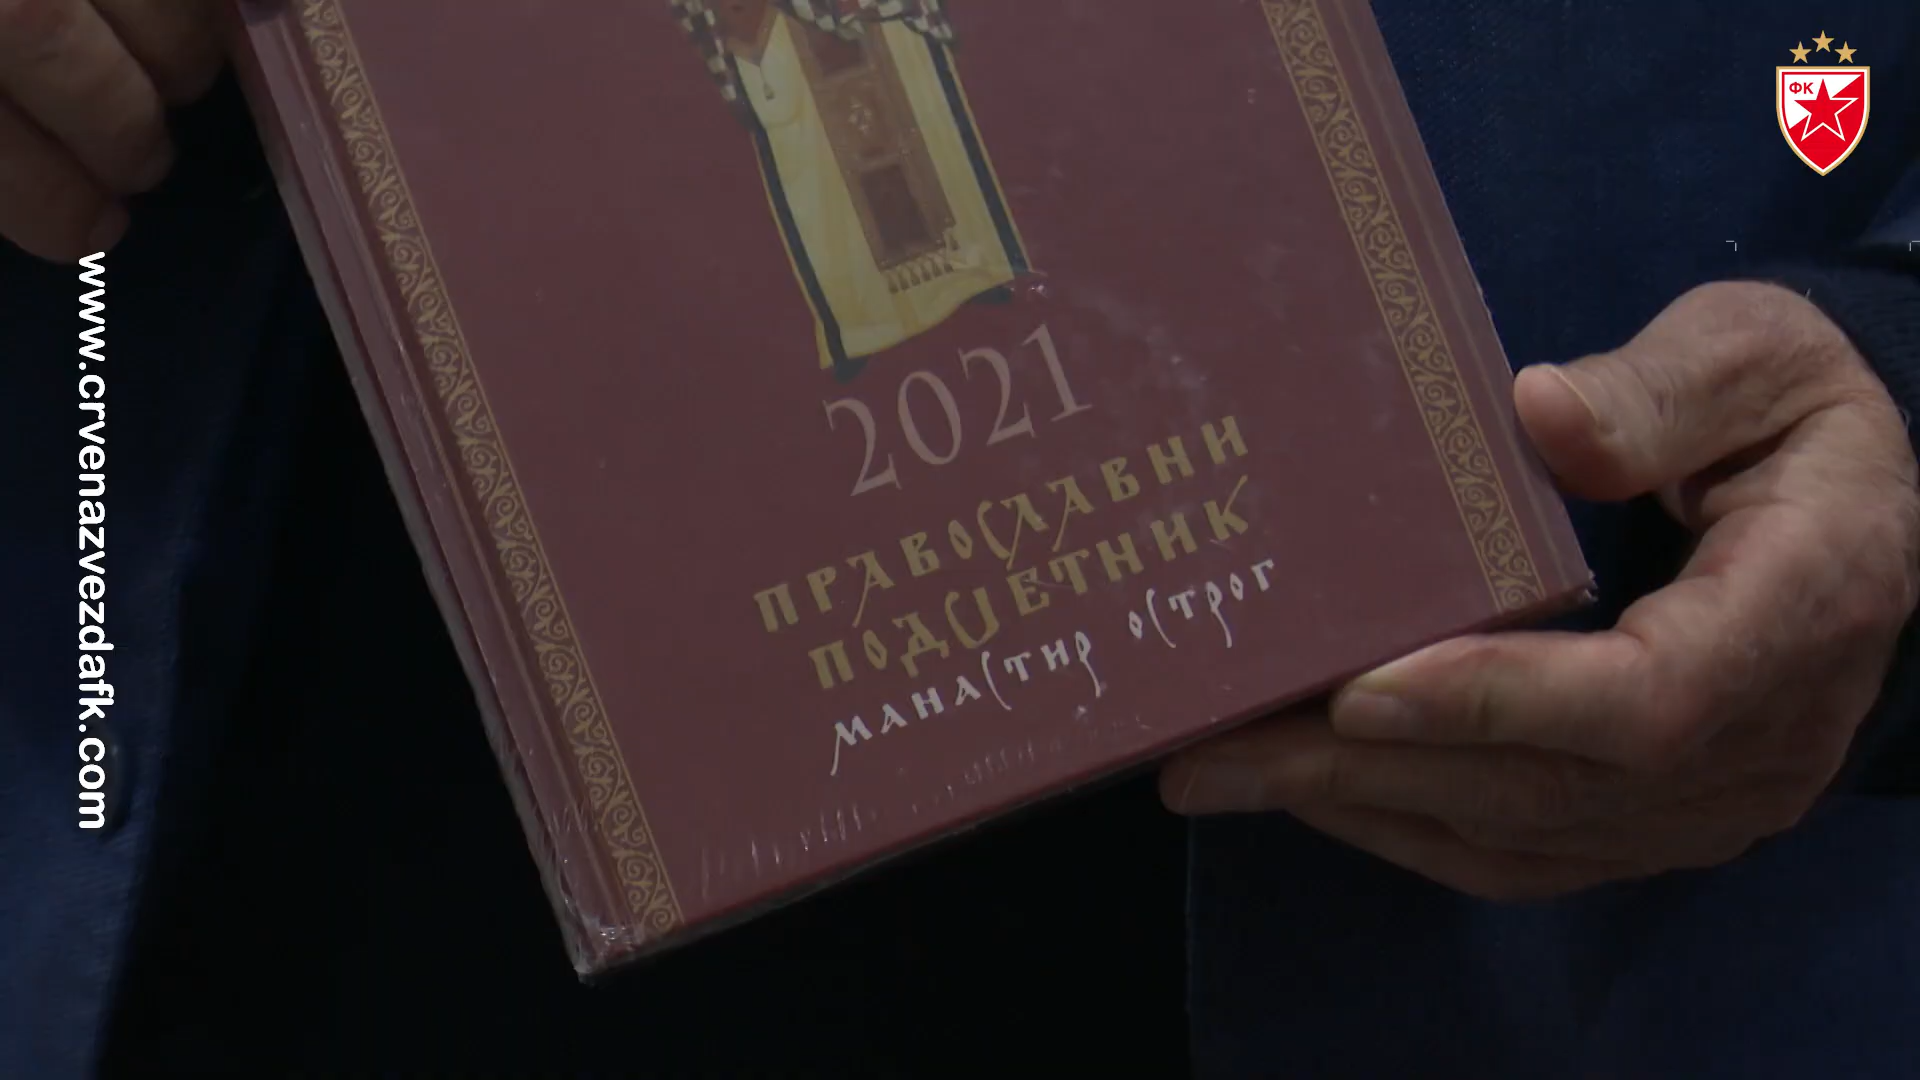 ФК
www.crvenazvezdafk.com
2021
ПРАВОСЛАВНИ
ПОДСЈЕТНИК
МАНАСТИР ОСТРОГ